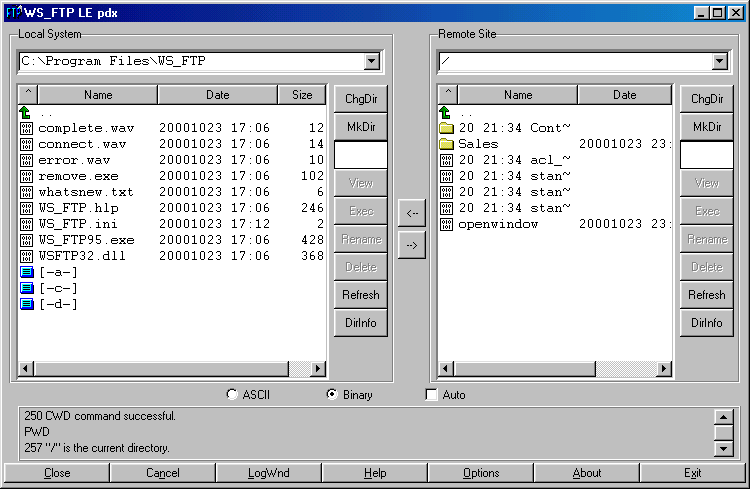 WS_FTP LE pdx
Local System
C:\Program Files\WS_FTP
^ Name Date Size
..
complete.wav 20001023 17:06 12
connect.wav 20001023 17:06 14
error.wav 20001023 17:06 10
remove.exe 20001023 17:06 102
whatsnew.txt 20001023 17:06 6
WS_FTP.hlp 20001023 17:06 246
WS_FTP.ini 20001023 17:12 2
WS_FTP95.exe 20001023 17:06 428
WSFTP32.dll 20001023 17:06 368
[-a-]
[-c-]
[-d-]
ChgDir
MkDir
View
Exec
Rename
Delete
Refresh
DirInfo
<--
-->
Remote Site
/
^ Name Date
..
20 21:34 Cont~
Sales 20001023 23:
20 21:34 acl_~
20 21:34 stan~
20 21:34 stan~
20 21:34 stan~
openwindow 20001023 23:
ChgDir
MkDir
View
Exec
Rename
Delete
Refresh
DirInfo
ASCII Binary Auto
250 CWD command successful.
PWD
257 "/" is the current directory.
Close Cancel LogWnd Help Options About Exit